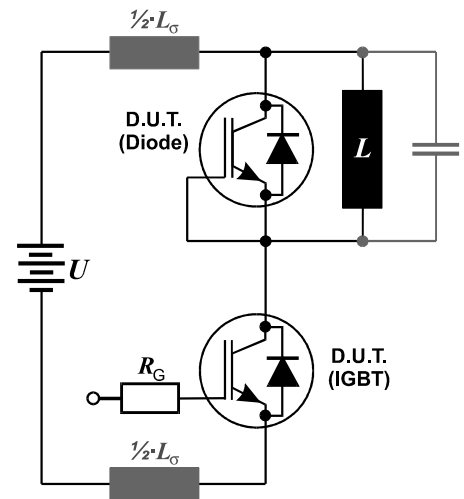 ½·Lσ
D.U.T.
(Diode)
L
U
D.U.T.
(IGBT)
RG
½·Lσ